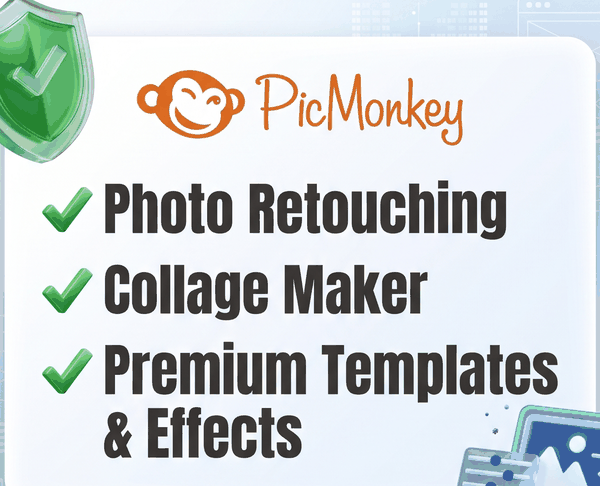 PicMonkey
Photo Retouching
Collage Maker
Premium Templates
& Effects